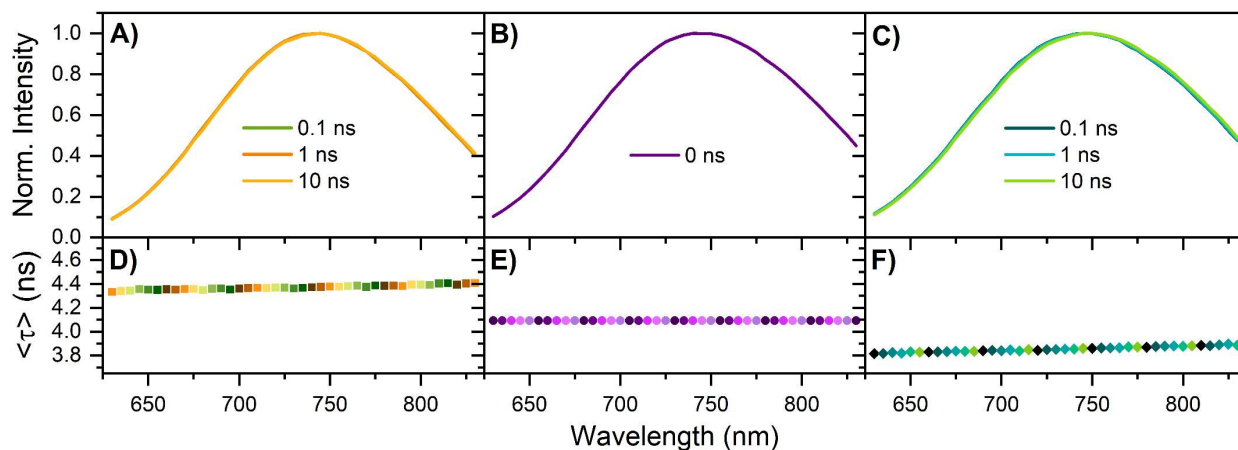 A)
B)
C)
Norm. Intensity
1.0
0.8
0.6
0.4
0.2
0.0
0.1 ns
1 ns
10 ns
0 ns
0.1 ns
1 ns
10 ns
D)
E)
F)
<τ> (ns)
4.6
4.4
4.2
4.0
3.8
650 700 750 800 650 700 750 800 650 700 750 800
Wavelength (nm)